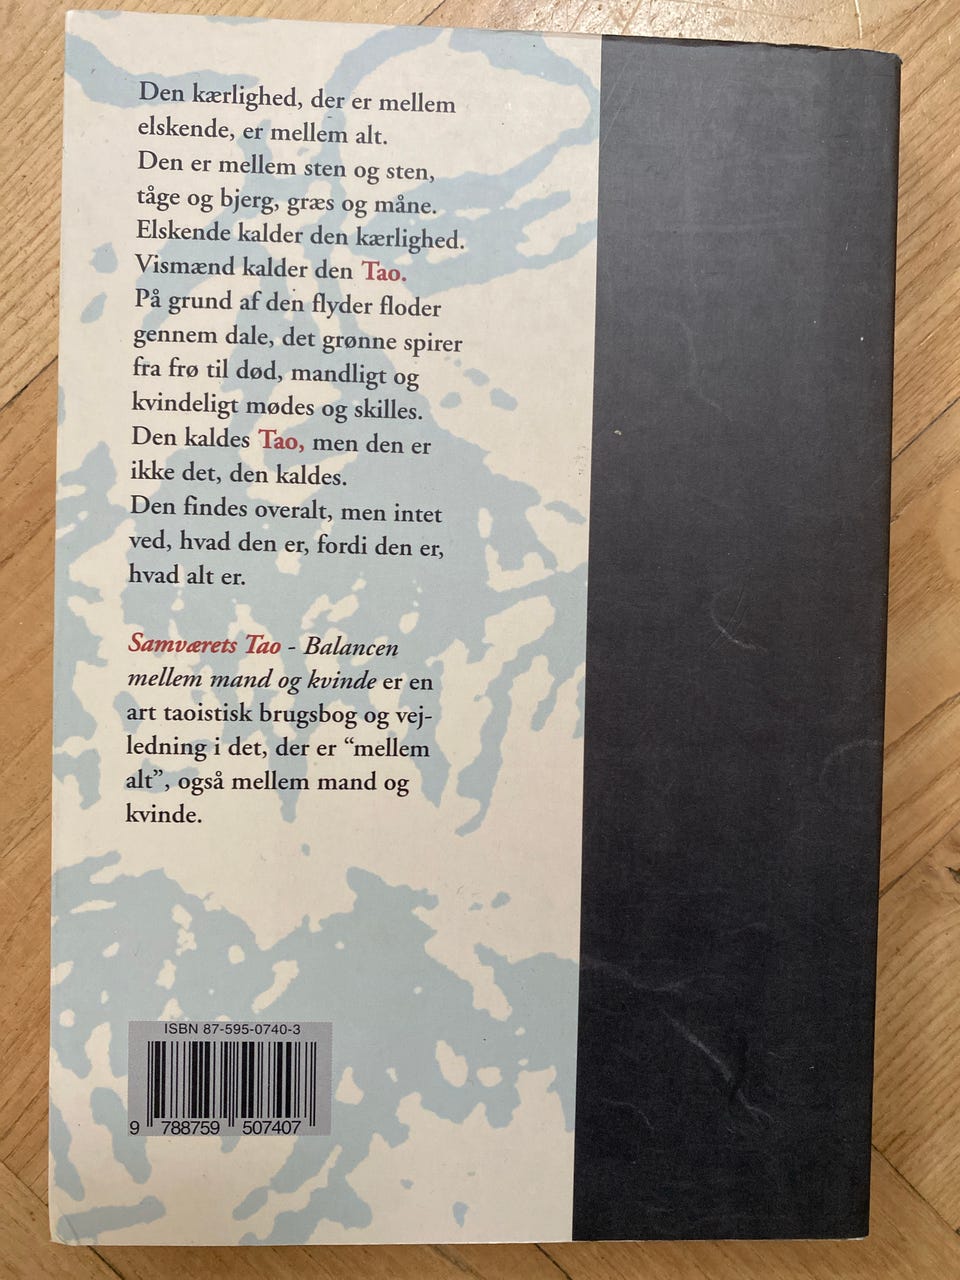 Den kærlighed, der er mellem
elskende, er mellem alt.
Den er mellem sten og sten,
tåge og bjerg, græs og måne.
Elskende kalder den kærlighed.
Vismænd kalder den Tao.
På grund af den flyder floder
gennem dale, det grønne spirer
fra frø til død, mandligt og
kvindeligt mødes og skilles.
Den kaldes Tao, men den er
ikke det, den kaldes.
Den findes overalt, men intet
ved, hvad den er, fordi den er,
hvad alt er.
Samværets Tao - Balancen
mellem mand og kvinde er en
art taoistisk brugsbog og vej-
ledning i det, der er “mellem
alt”, også mellem mand og
kvinde.
ISBN 87-595-0740-3
9 788759 507407